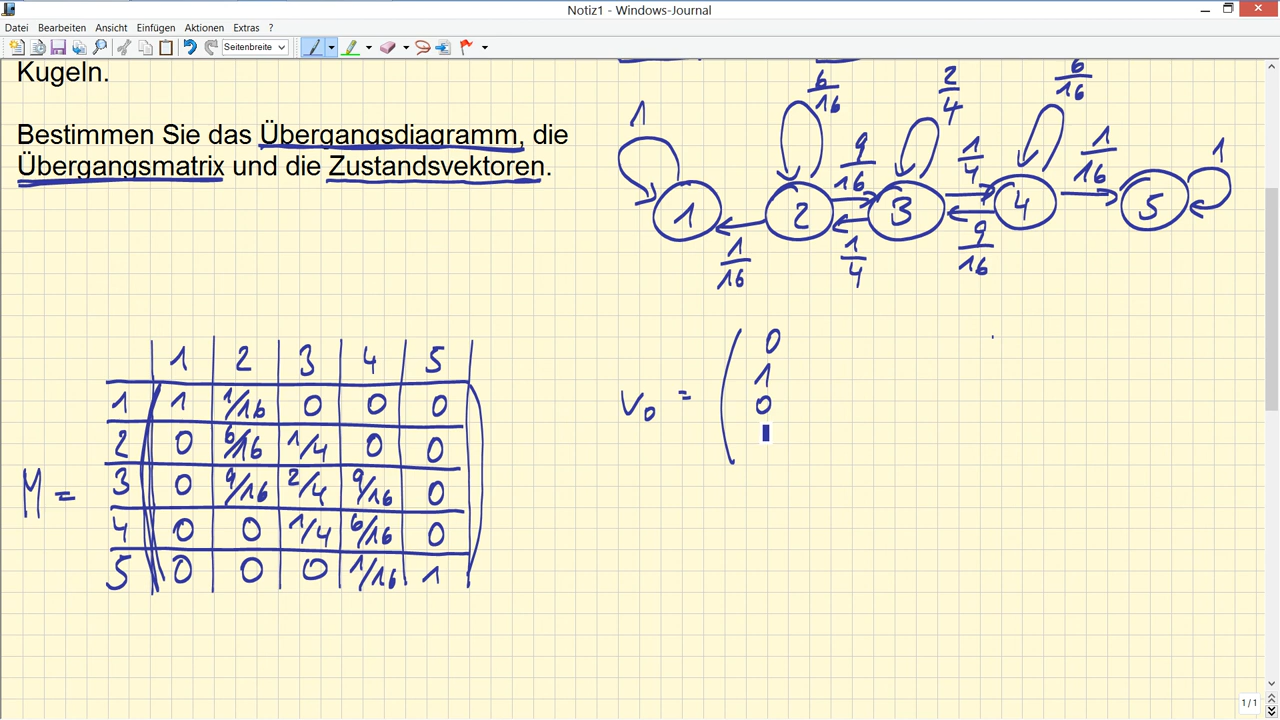 Notiz1 - Windows-Journal
Datei Bearbeiten Ansicht Einfügen Aktionen Extras ?
Seitenbreite
Kugeln.
Bestimmen Sie das Übergangsdiagramm, die
Übergangsmatrix und die Zustandsvektoren.
1 6/16 2/4 6/16
9/16 1/4 1/16 1
1 2 3 4 5
1/16 1/4 9/16
1 2 3 4 5
1 1 1/16 0 0 0
2 0 6/16 1/4 0 0
M = 3 0 9/16 2/4 9/16 0
4 0 0 1/4 6/16 0
5 0 0 0 1/16 1
v0 = ( 0
1
0
1/1